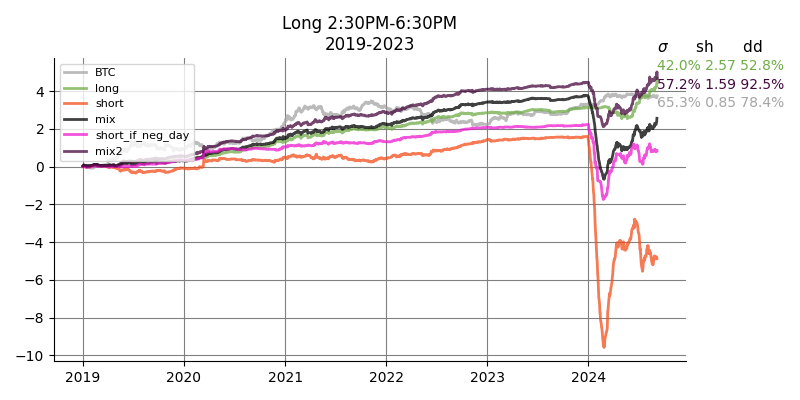 Long 2:30PM-6:30PM
2019-2023
σ sh dd
42.0% 2.57 52.8%
57.2% 1.59 92.5%
65.3% 0.85 78.4%
BTC
long
short
mix
short_if_neg_day
mix2
4
2
0
−2
−4
−6
−8
−10
2019 2020 2021 2022 2023 2024